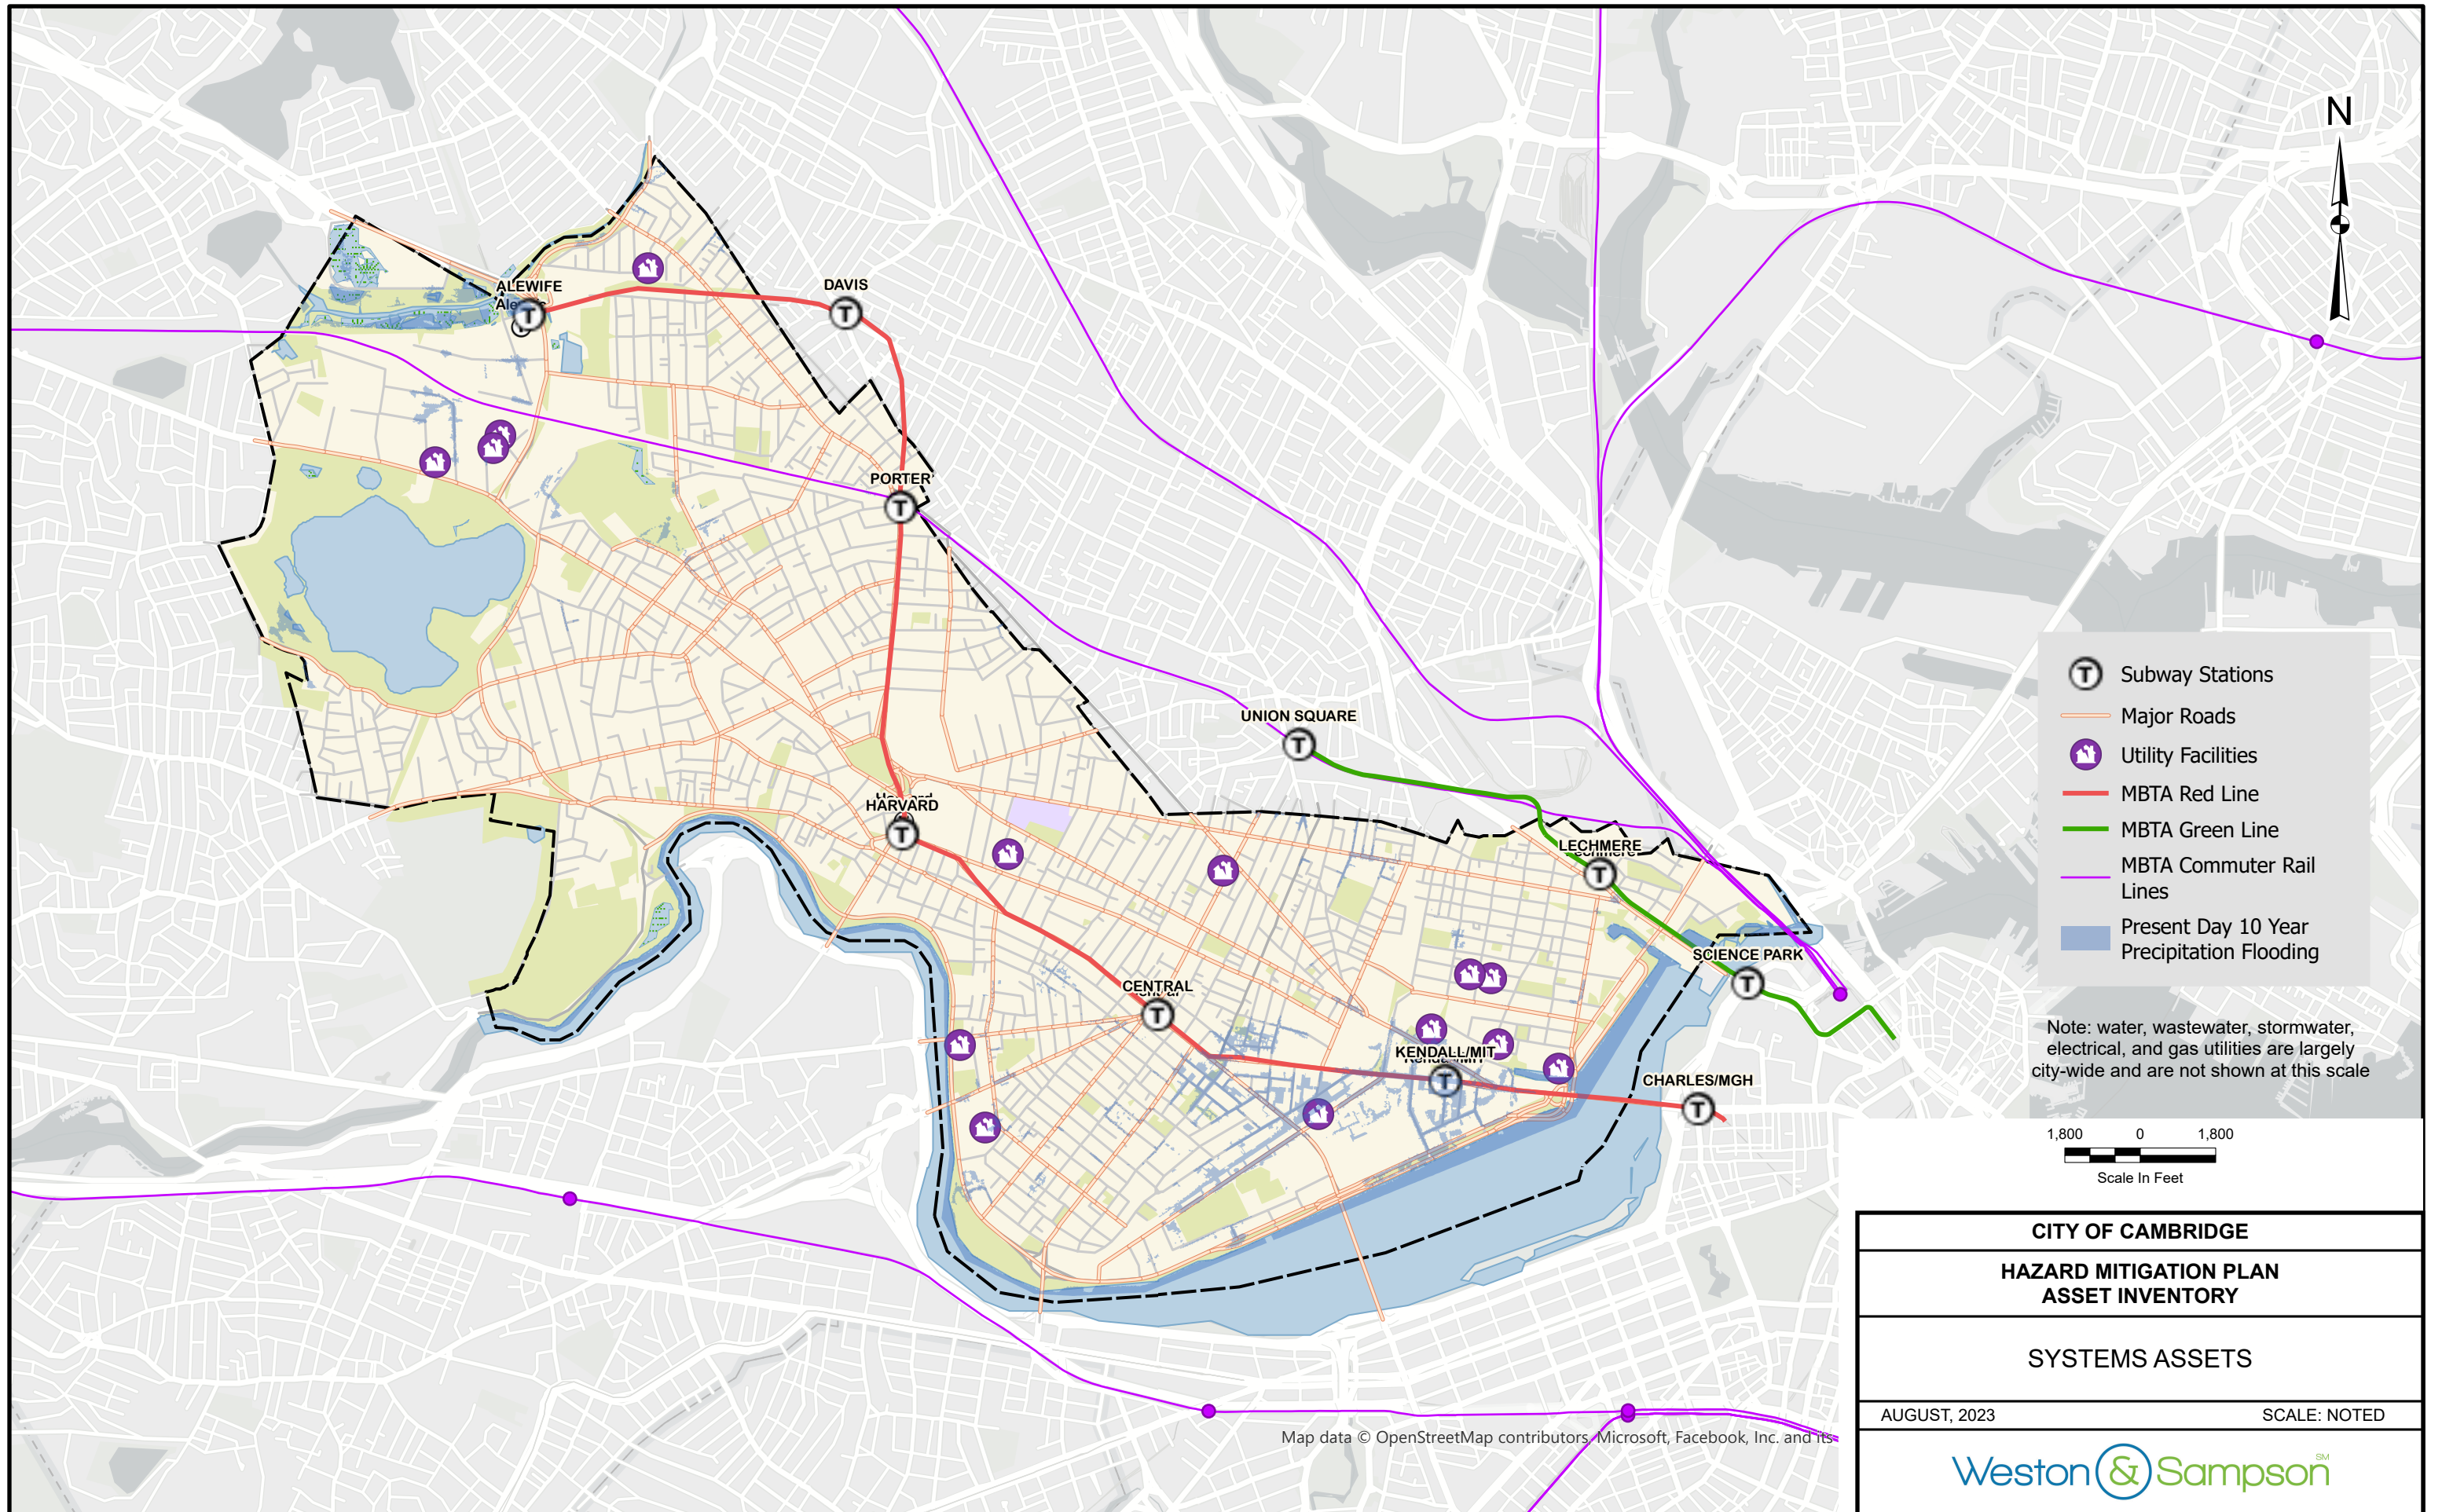 N
ALEWIFE
DAVIS
PORTER
UNION SQUARE
HARVARD
LECHMERE
SCIENCE PARK
CENTRAL
KENDALL/MIT
CHARLES/MGH
T
T
T
T
T
T
T
T
T
T
T Subway Stations
Major Roads
Utility Facilities
MBTA Red Line
MBTA Green Line
MBTA Commuter Rail
Lines
Present Day 10 Year
Precipitation Flooding
Note: water, wastewater, stormwater,
electrical, and gas utilities are largely
city-wide and are not shown at this scale
1,800 0 1,800
Scale In Feet
CITY OF CAMBRIDGE
HAZARD MITIGATION PLAN
ASSET INVENTORY
SYSTEMS ASSETS
AUGUST, 2023 SCALE: NOTED
Map data © OpenStreetMap contributors, Microsoft, Facebook, Inc. and its
Weston & Sampson SM